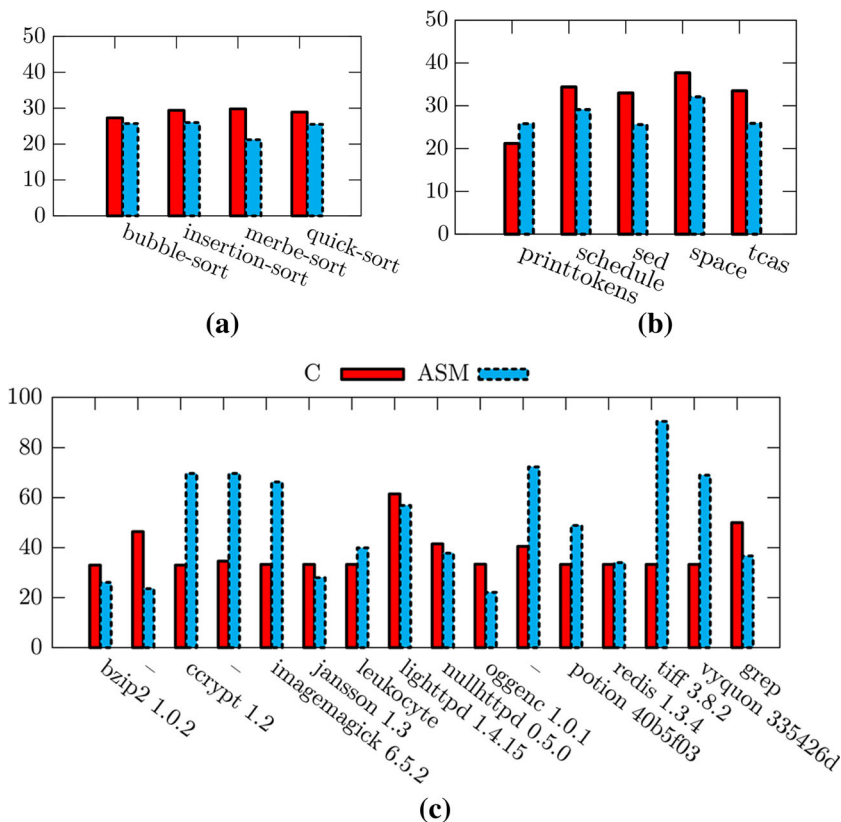 50
40
30
20
10
0
bubble-sort
insertion-sort
merbe-sort
quick-sort
(a)
50
40
30
20
10
0
printtokens
schedule
sed
space
tcas
(b)
C ASM
100
80
60
40
20
0
bzip2 1.0.2
–
ccrypt 1.2
–
imagemagick 6.5.2
jansson 1.3
leukocyte
lighttpd 1.4.15
nullhttpd 0.5.0
oggenc 1.0.1
–
potion 40b5f03
redis 1.3.4
tiff 3.8.2
vyquon 335426d
grep
(c)